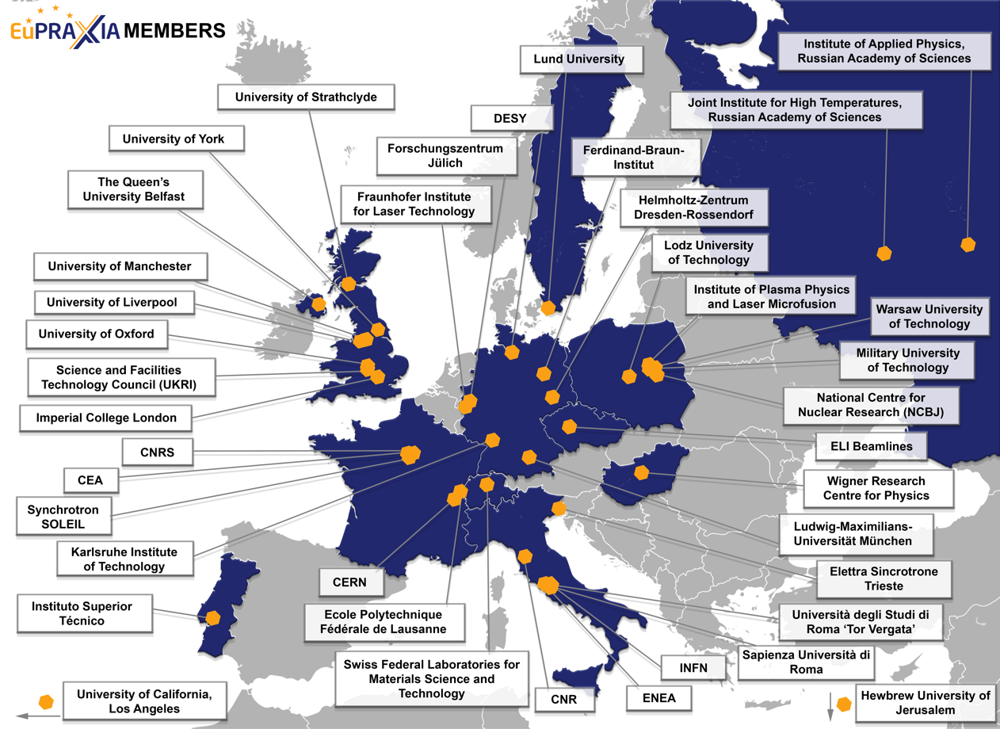 EuPRAXIA MEMBERS
Institute of Applied Physics,
Russian Academy of Sciences
Lund University
University of Strathclyde
Joint Institute for High Temperatures,
Russian Academy of Sciences
DESY
University of York
Forschungszentrum
Jülich
Ferdinand-Braun-
Institut
The Queen's
University Belfast
Fraunhofer Institute
for Laser Technology
Helmholtz-Zentrum
Dresden-Rossendorf
Lodz University
of Technology
University of Manchester
Institute of Plasma Physics
and Laser Microfusion
University of Liverpool
Warsaw University
of Technology
University of Oxford
Military University
of Technology
Science and Facilities
Technology Council (UKRI)
National Centre for
Nuclear Research (NCBJ)
Imperial College London
ELI Beamlines
CNRS
CEA
Wigner Research
Centre for Physics
Synchrotron
SOLEIL
Ludwig-Maximilians-
Universität München
Karlsruhe Institute
of Technology
CERN
Elettra Sincrotrone
Trieste
Instituto Superior
Técnico
Ecole Polytechnique
Fédérale de Lausanne
Università degli Studi di
Roma ‘Tor Vergata’
Swiss Federal Laboratories for
Materials Science and
Technology
Sapienza Università di
Roma
INFN
CNR
ENEA
University of California,
Los Angeles
Hewbrew University of
Jerusalem